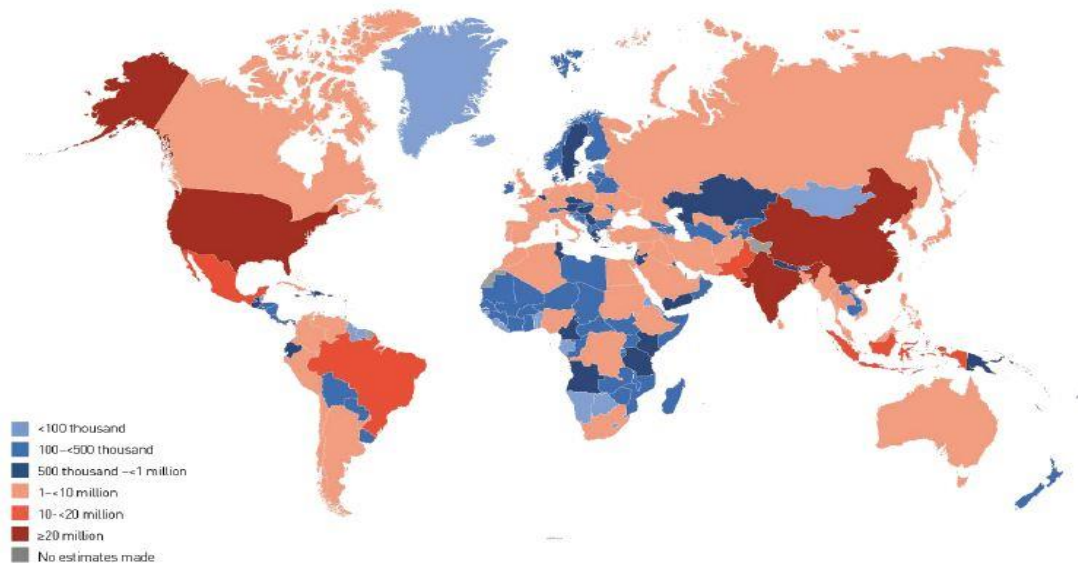 <100 thousand
100–<500 thousand
500 thousand –<1 million
1–<10 million
10–<20 million
≥20 million
No estimates made